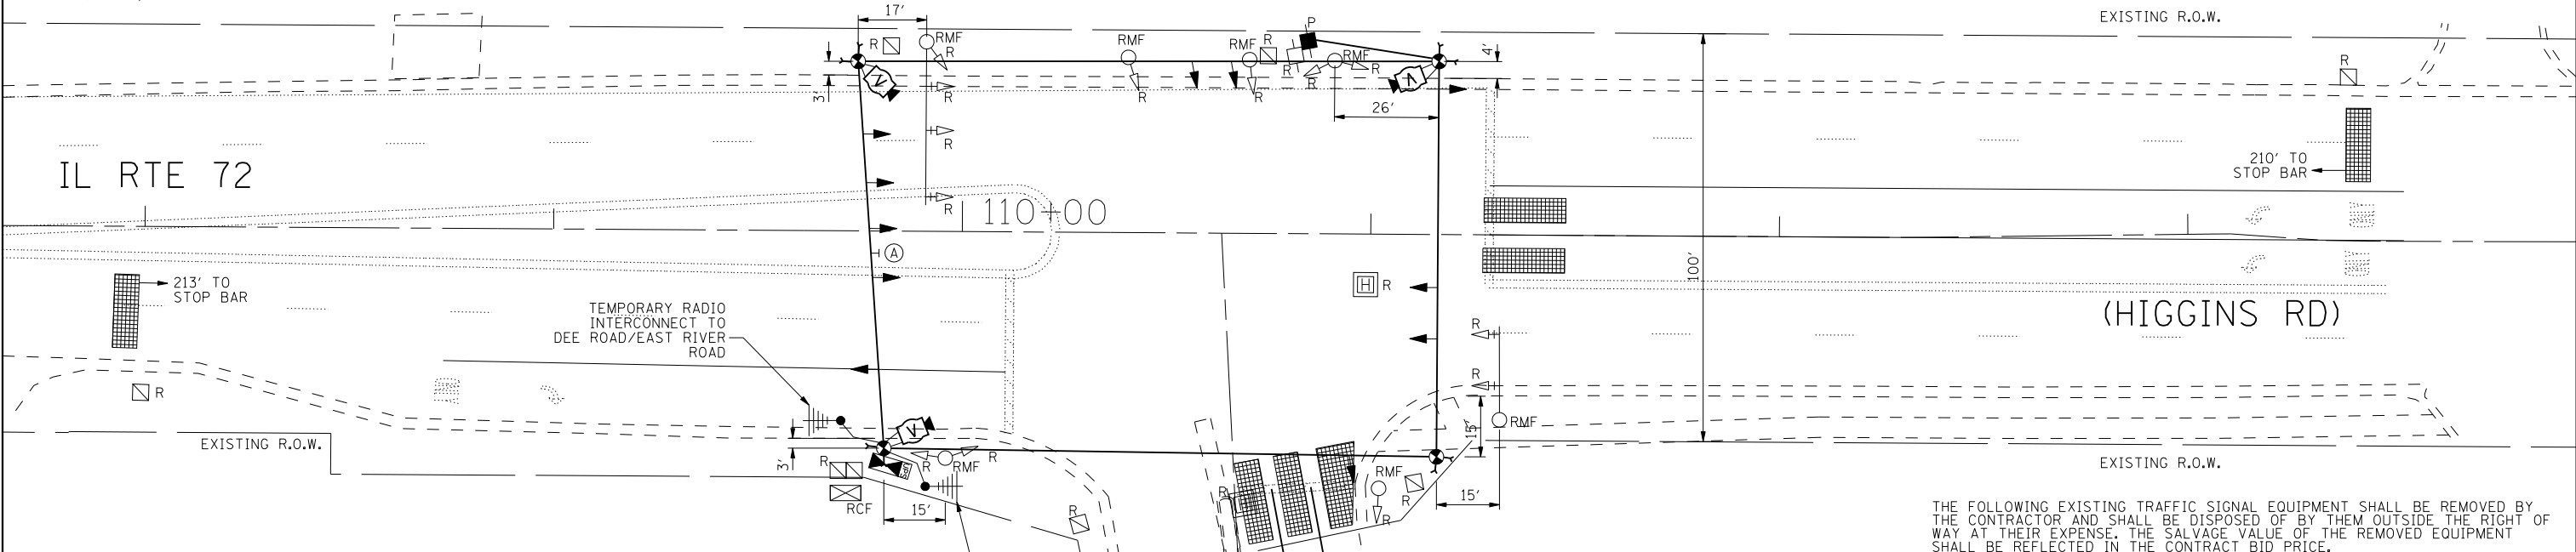 17'
EXISTING R.O.W.
P
R
RMF
R
RMF
RMF
R
RMF
4'
R
R
R
3'
V
R
R
R
R
V
26'
R
IL RTE 72
R
210' TO
STOP BAR
R
110+00
A
100'
213' TO
STOP BAR
H
R
(HIGGINS RD)
TEMPORARY RADIO
INTERCONNECT TO
DEE ROAD/EAST RIVER
ROAD
R
R
R
V
RMF
15'
EXISTING R.O.W.
3'
R
R
RMF
R
EXISTING R.O.W.
RMF
R
RCF
15'
R
R
R
15'
THE FOLLOWING EXISTING TRAFFIC SIGNAL EQUIPMENT SHALL BE REMOVED BY
THE CONTRACTOR AND SHALL BE DISPOSED OF BY THEM OUTSIDE THE RIGHT OF
WAY AT THEIR EXPENSE. THE SALVAGE VALUE OF THE REMOVED EQUIPMENT
SHALL BE REFLECTED IN THE CONTRACT BID PRICE.